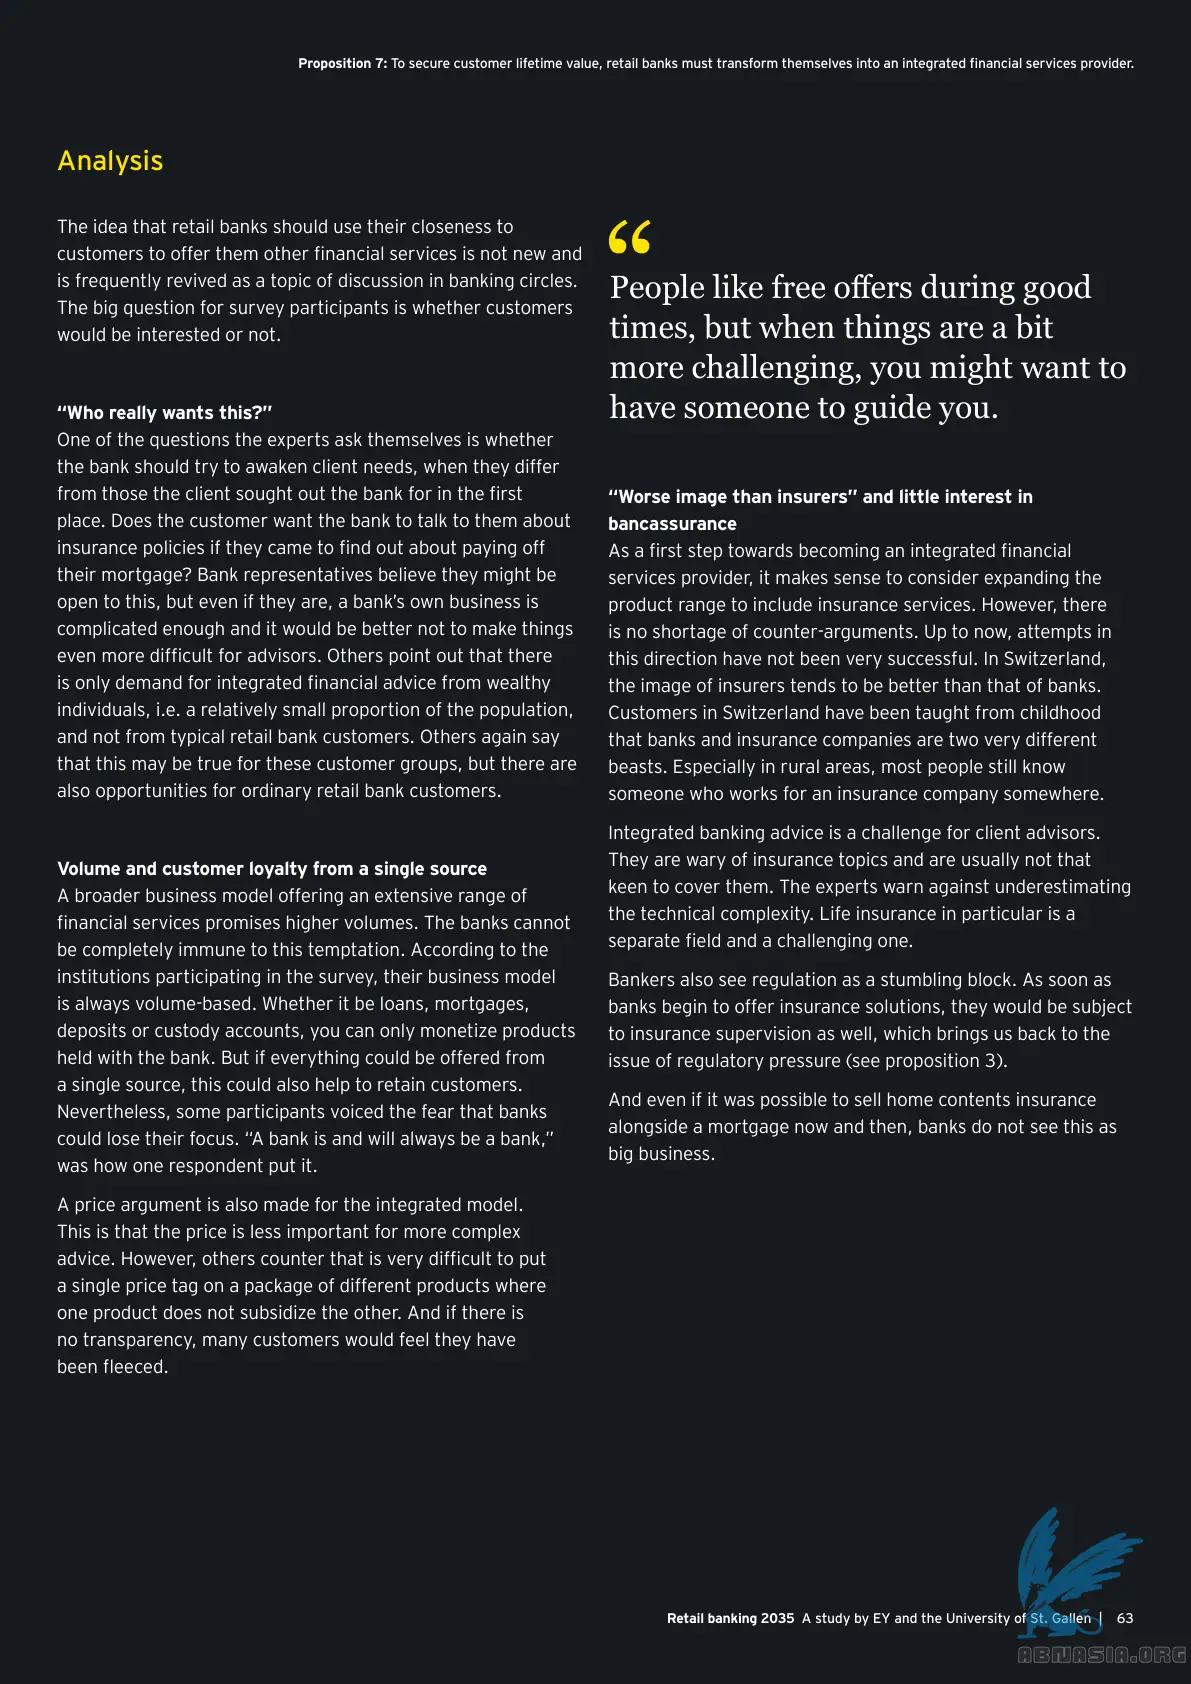 Proposition 7: To secure customer lifetime value, retail banks must transform themselves into an integrated financial services provider.
Analysis
The idea that retail banks should use their closeness to
customers to offer them other financial services is not new and
is frequently revived as a topic of discussion in banking circles.
The big question for survey participants is whether customers
would be interested or not.
“Who really wants this?”
One of the questions the experts ask themselves is whether
the bank should try to awaken client needs, when they differ
from those the client sought out the bank for in the first
place. Does the customer want the bank to talk to them about
insurance policies if they came to find out about paying off
their mortgage? Bank representatives believe they might be
open to this, but even if they are, a bank’s own business is
complicated enough and it would be better not to make things
even more difficult for advisors. Others point out that there
is only demand for integrated financial advice from wealthy
individuals, i.e. a relatively small proportion of the population,
and not from typical retail bank customers. Others again say
that this may be true for these customer groups, but there are
also opportunities for ordinary retail bank customers.
Volume and customer loyalty from a single source
A broader business model offering an extensive range of
financial services promises higher volumes. The banks cannot
be completely immune to this temptation. According to the
institutions participating in the survey, their business model
is always volume-based. Whether it be loans, mortgages,
deposits or custody accounts, you can only monetize products
held with the bank. But if everything could be offered from
a single source, this could also help to retain customers.
Nevertheless, some participants voiced the fear that banks
could lose their focus. “A bank is and will always be a bank,”
was how one respondent put it.
A price argument is also made for the integrated model.
This is that the price is less important for more complex
advice. However, others counter that is very difficult to put
a single price tag on a package of different products where
one product does not subsidize the other. And if there is
no transparency, many customers would feel they have
been fleeced.
“
People like free offers during good
times, but when things are a bit
more challenging, you might want to
have someone to guide you.
“Worse image than insurers” and little interest in
bancassurance
As a first step towards becoming an integrated financial
services provider, it makes sense to consider expanding the
product range to include insurance services. However, there
is no shortage of counter-arguments. Up to now, attempts in
this direction have not been very successful. In Switzerland,
the image of insurers tends to be better than that of banks.
Customers in Switzerland have been taught from childhood
that banks and insurance companies are two very different
beasts. Especially in rural areas, most people still know
someone who works for an insurance company somewhere.
Integrated banking advice is a challenge for client advisors.
They are wary of insurance topics and are usually not that
keen to cover them. The experts warn against underestimating
the technical complexity. Life insurance in particular is a
separate field and a challenging one.
Bankers also see regulation as a stumbling block. As soon as
banks begin to offer insurance solutions, they would be subject
to insurance supervision as well, which brings us back to the
issue of regulatory pressure (see proposition 3).
And even if it was possible to sell home contents insurance
alongside a mortgage now and then, banks do not see this as
big business.
Retail banking 2035 A study by EY and the University of St. Gallen | 63
ABNASIA.ORG